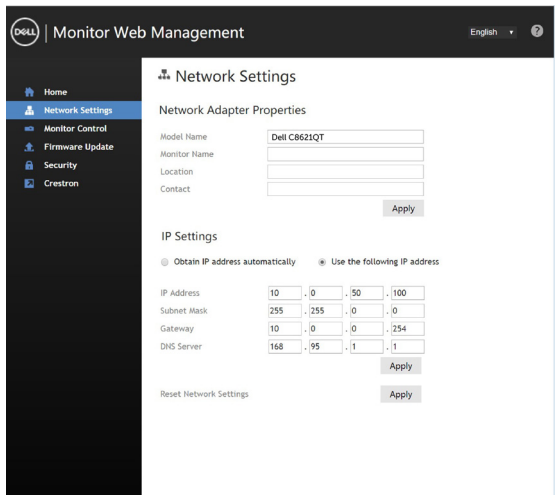 DELL
Monitor Web Management
English
?
Home
Network Settings
Monitor Control
Firmware Update
Security
Crestron
Network Settings
Network Adapter Properties
Model Name Dell C8621QT
Monitor Name
Location
Contact
Apply
IP Settings
Obtain IP address automatically Use the following IP address
IP Address 10 . 0 . 50 . 100
Subnet Mask 255 . 255 . 0 . 0
Gateway 10 . 0 . 0 . 254
DNS Server 168 . 95 . 1 . 1
Apply
Reset Network Settings Apply